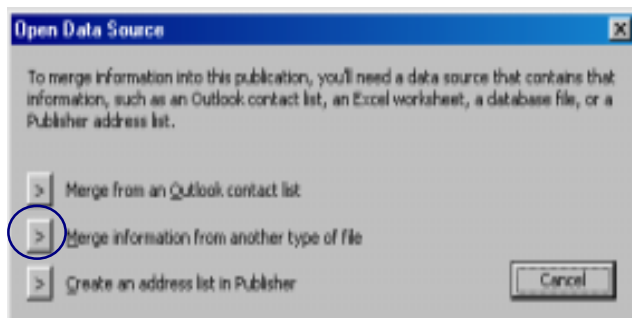 Open Data Source
To merge information into this publication, you'll need a data source that contains that
information, such as an Outlook contact list, an Excel worksheet, a database file, or a
Publisher address list.
> Merge from an Outlook contact list
> Merge information from another type of file
> Create an address list in Publisher
Cancel